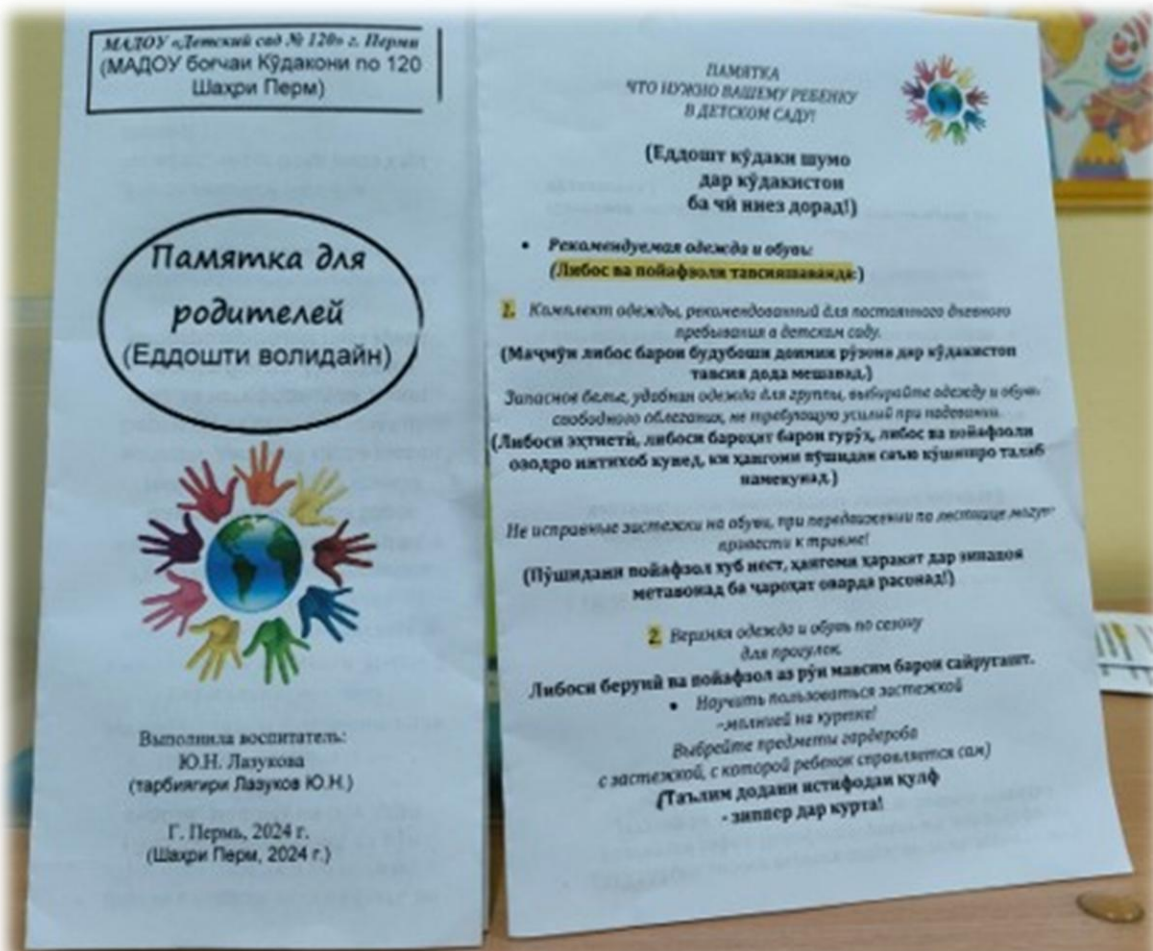 МАДОУ «Детский сад № 120» г. Перми
(МАДОУ боғчаи Кӯдакони по 120
Шаҳри Перм)
Памятка для
родителей
(Ёддошти волидайн)
Выполнила воспитатель:
Ю.Н. Лазукова
(тарбиягири Лазуков Ю.Н.)
Г. Пермь, 2024 г.
(Шаҳри Перм, 2024 г.)
ПАМЯТКА
ЧТО НУЖНО ВАШЕМУ РЕБЕНКУ
В ДЕТСКОМ САДУ!
(Ёддошт кӯдаки шумо
дар кӯдакистон
ба чӣ ниёз дорад!)
• Рекомендуемая одежда и обувь:
(Либос ва пойафзоли тавсияшаванда:)
1. Комплект одежды, рекомендованный для постоянного дневного
пребывания в детском саду.
(Маҷмӯи либос барои будубоши доимии рӯзона дар кӯдакистон
тавсия дода мешавад.)
Запасное белье, удобная одежда для группы, выбирайте одежду и обувь
свободного облегания, не требующую усилий при надевании.
(Либоси эҳтиётӣ, либоси бароҳат барои гурӯҳ, либос ва пойафзоли
озодро интихоб кунед, ки ҳангоми пӯшидан саъю кӯшишро талаб
намекунад.)
Не исправные застежки на обуви, при передвижении по лестнице могут
привести к травме!
(Пӯшидани пойафзол хуб нест, ҳангоми ҳаракат дар зинапоя
метавонад ба ҷароҳат оварда расонад!)
2. Верхняя одежда и обувь по сезону
для прогулок.
Либоси берунӣ ва пойафзол аз рӯи мавсим барои сайругашт.
• Научить пользоваться застежкой
-молнией на куртке!
Выбрейте предметы гардероба
с застежкой, с которой ребенок справляется сам)
(Таълим додани истифодаи қулф
- зиппер дар курта!